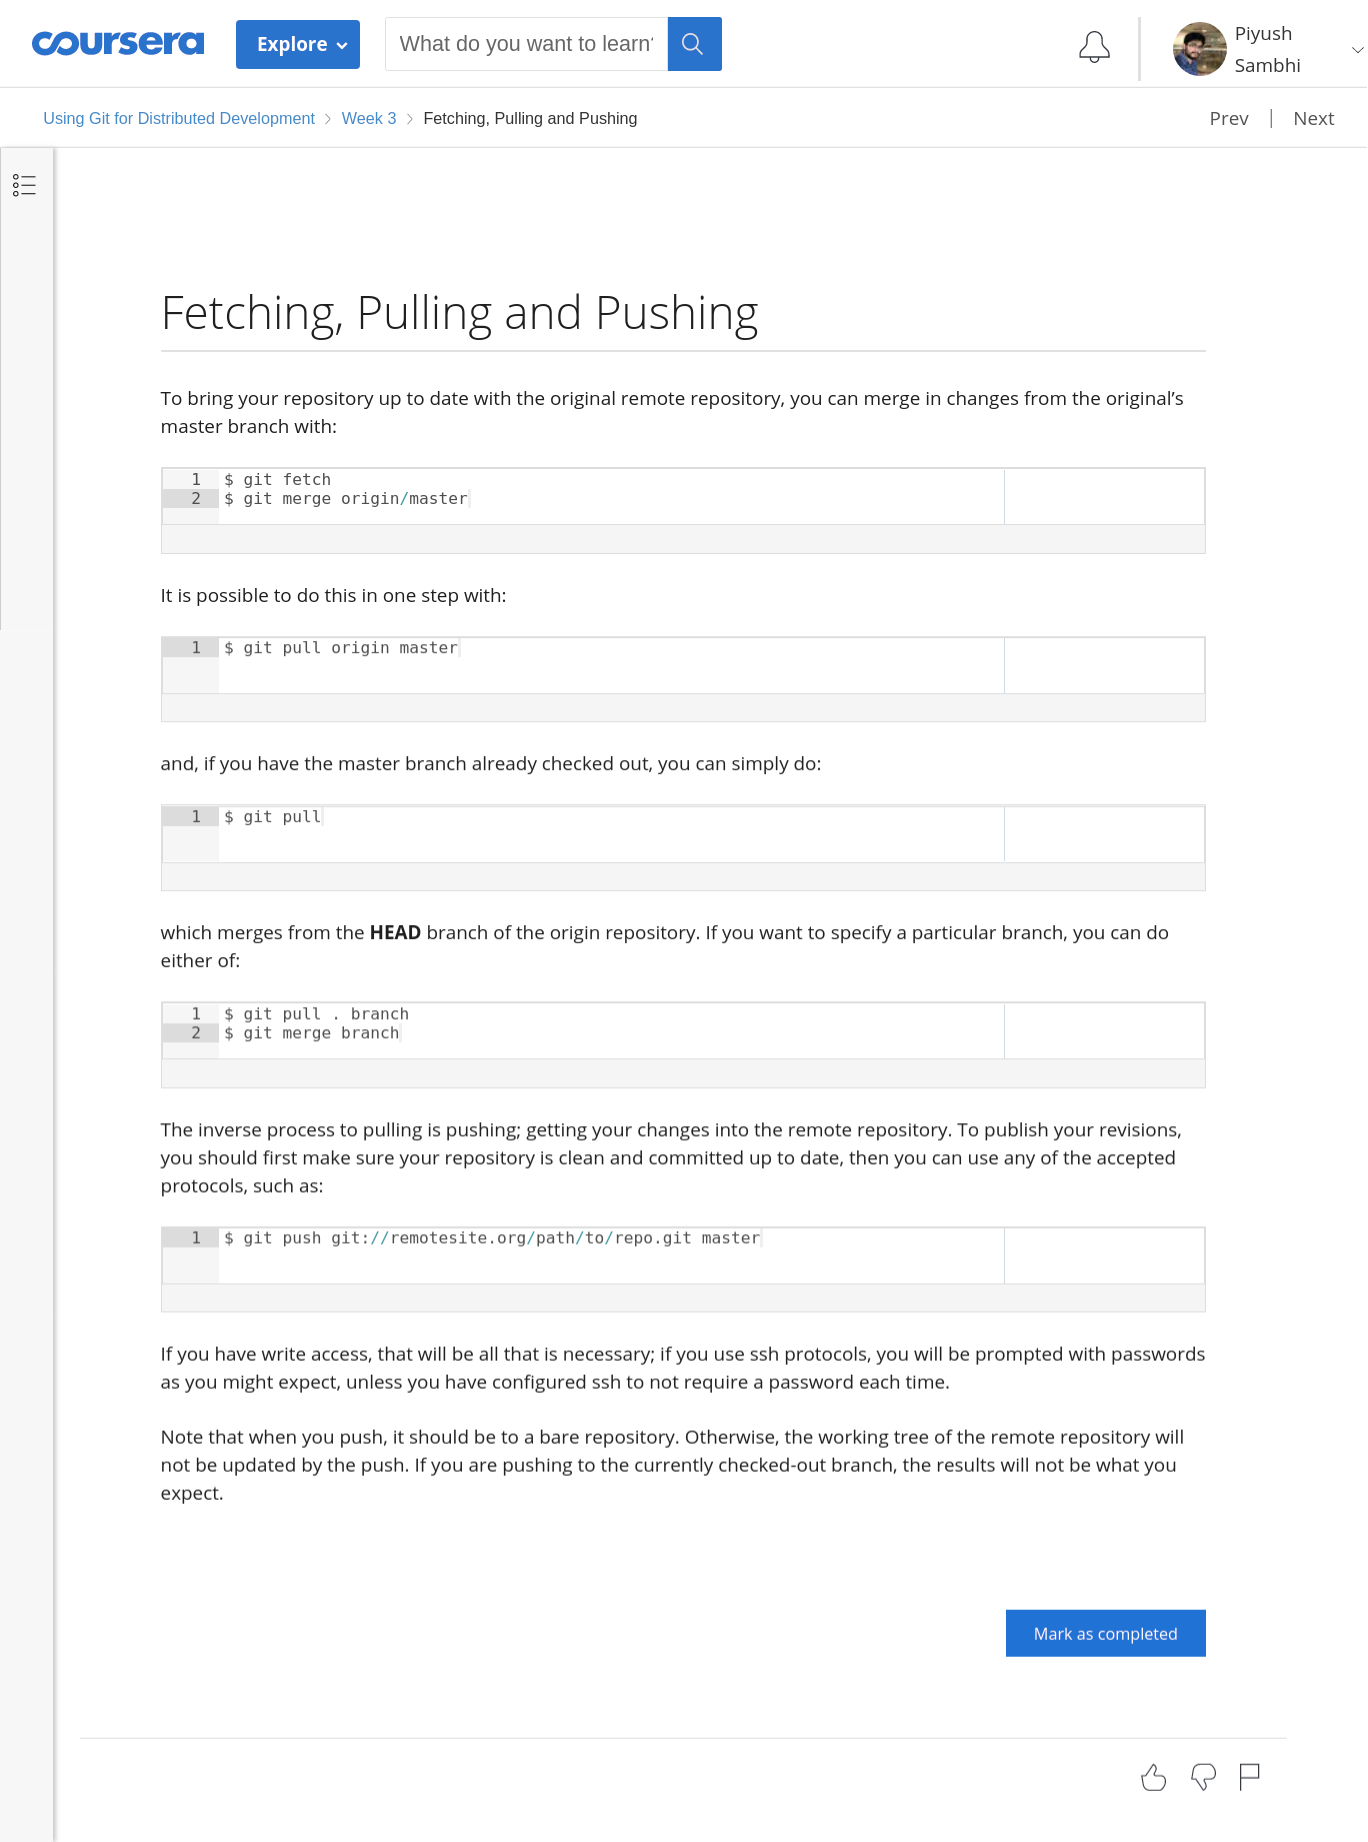 coursera
Explore
What do you want to learn?
Piyush
Sambhi
Using Git for Distributed Development
Week 3
Fetching, Pulling and Pushing
Prev
Next
Fetching, Pulling and Pushing
To bring your repository up to date with the original remote repository, you can merge in changes from the original’s
master branch with:
1 $ git fetch
2 $ git merge origin/master
It is possible to do this in one step with:
1 $ git pull origin master
and, if you have the master branch already checked out, you can simply do:
1 $ git pull
which merges from the HEAD branch of the origin repository. If you want to specify a particular branch, you can do
either of:
1 $ git pull . branch
2 $ git merge branch
The inverse process to pulling is pushing; getting your changes into the remote repository. To publish your revisions,
you should first make sure your repository is clean and committed up to date, then you can use any of the accepted
protocols, such as:
1 $ git push git://remotesite.org/path/to/repo.git master
If you have write access, that will be all that is necessary; if you use ssh protocols, you will be prompted with passwords
as you might expect, unless you have configured ssh to not require a password each time.
Note that when you push, it should be to a bare repository. Otherwise, the working tree of the remote repository will
not be updated by the push. If you are pushing to the currently checked-out branch, the results will not be what you
expect.
Mark as completed